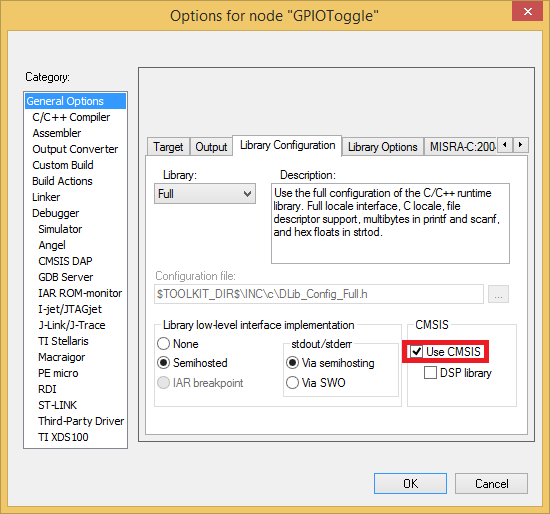 Options for node "GPIOToggle"
Category:
General Options
C/C++ Compiler
Assembler
Output Converter
Custom Build
Build Actions
Linker
Debugger
Simulator
Angel
CMSIS DAP
GDB Server
IAR ROM-monitor
I-jet/JTAGjet
J-Link/J-Trace
TI Stellaris
Macraigor
PE micro
RDI
ST-LINK
Third-Party Driver
TI XDS100
Target Output Library Configuration Library Options MISRA-C:200
Library:
Full
Description:
Use the full configuration of the C/C++ runtime
library. Full locale interface, C locale, file
descriptor support, multibytes in printf and scanf,
and hex floats in strtod.
Configuration file:
$TOOLKIT_DIR$\INC\c\DLib_Config_Full.h
...
Library low-level interface implementation
None
Semihosted
IAR breakpoint
stdout/stderr
Via semihosting
Via SWO
CMSIS
Use CMSIS
DSP library
OK Cancel